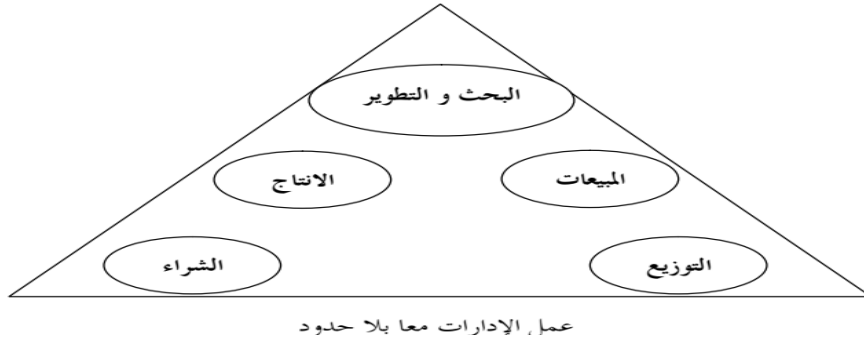 البحث و التطوير
المبيعات
الانتاج
التوزيع
الشراء
عمل الإدارات معا بلا حدود